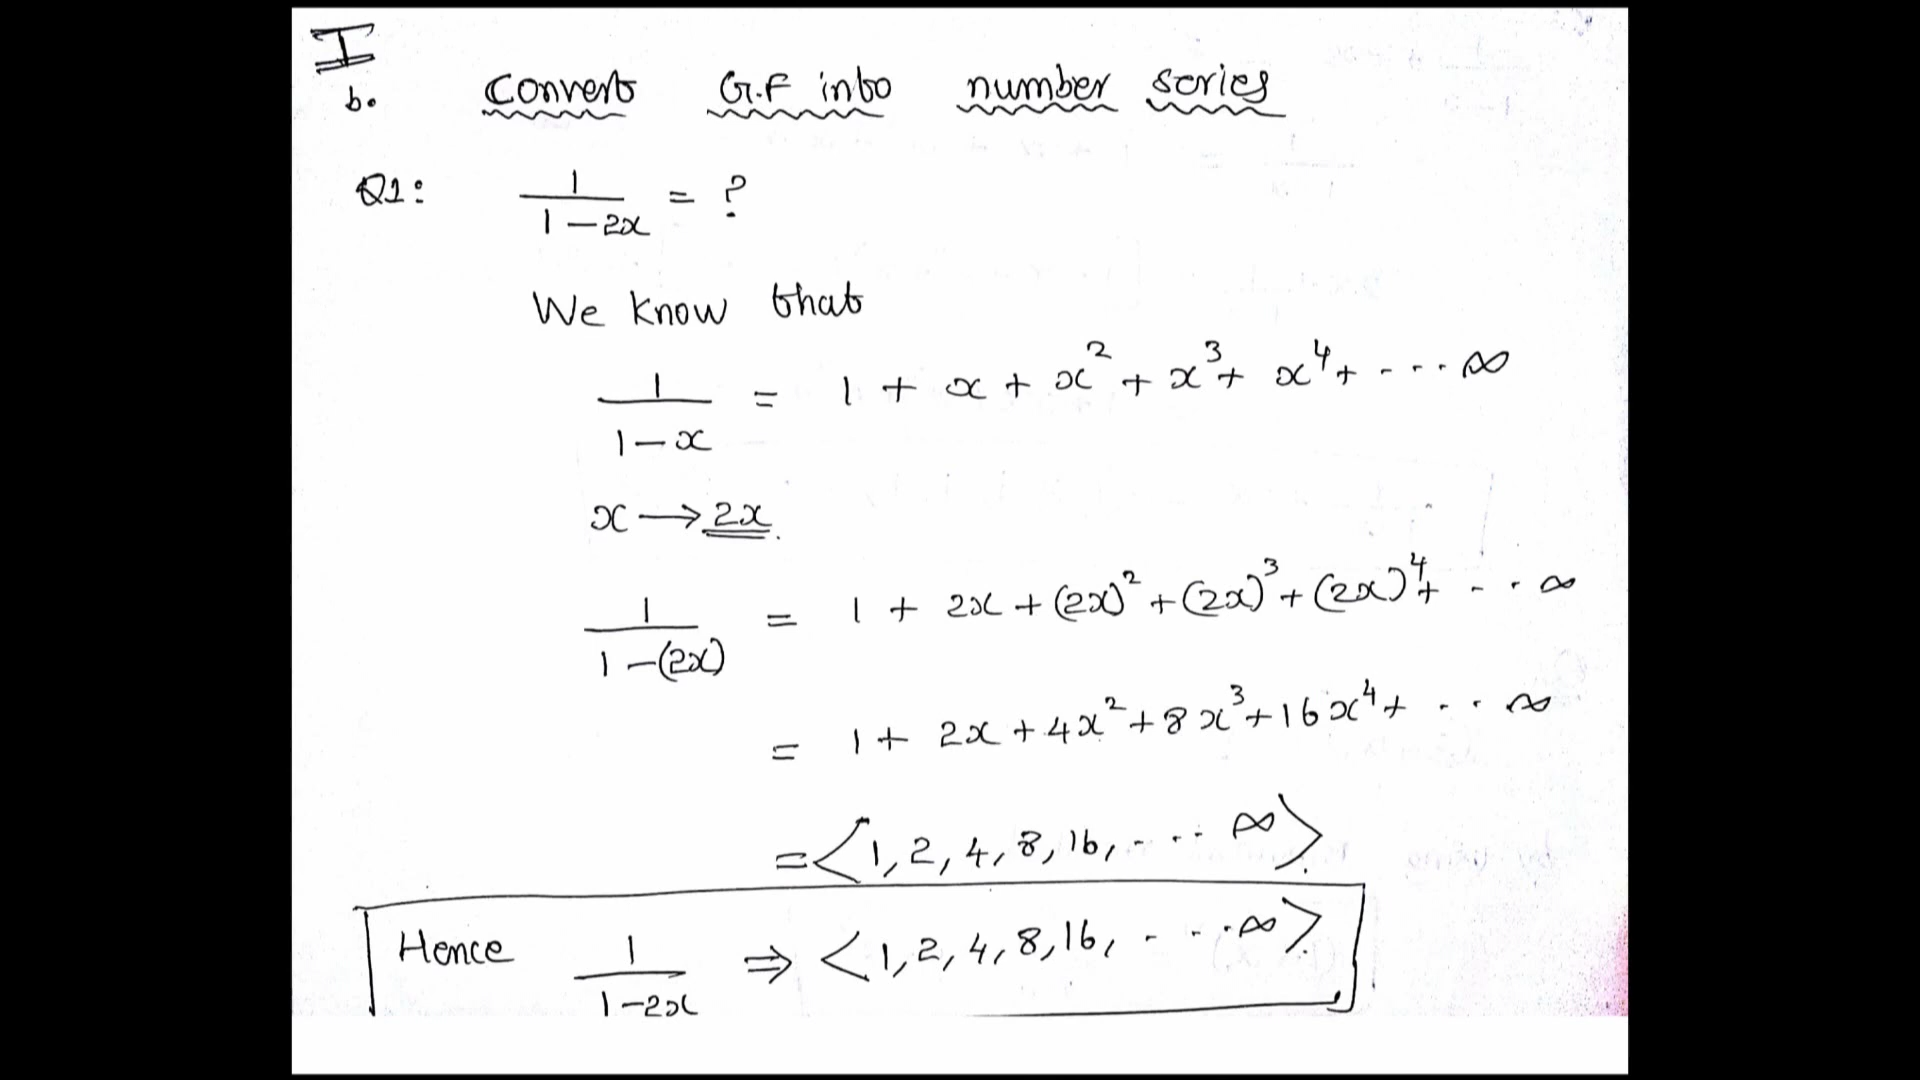 I
b. Convert G.F into number series
Q1: 1/(1-2x) = ?
We know that
1/(1-x) = 1 + x + x² + x³ + x⁴ + ---- ∞
x → 2x.
1/(1-(2x)) = 1 + 2x + (2x)² + (2x)³ + (2x)⁴ + - · · ∞
= 1 + 2x + 4x² + 8x³ + 16x⁴ + · · · ∞
= <1, 2, 4, 8, 16, - - · · ∞>.
Hence 1/(1-2x) ⇒ <1, 2, 4, 8, 16, - - · · ∞>.